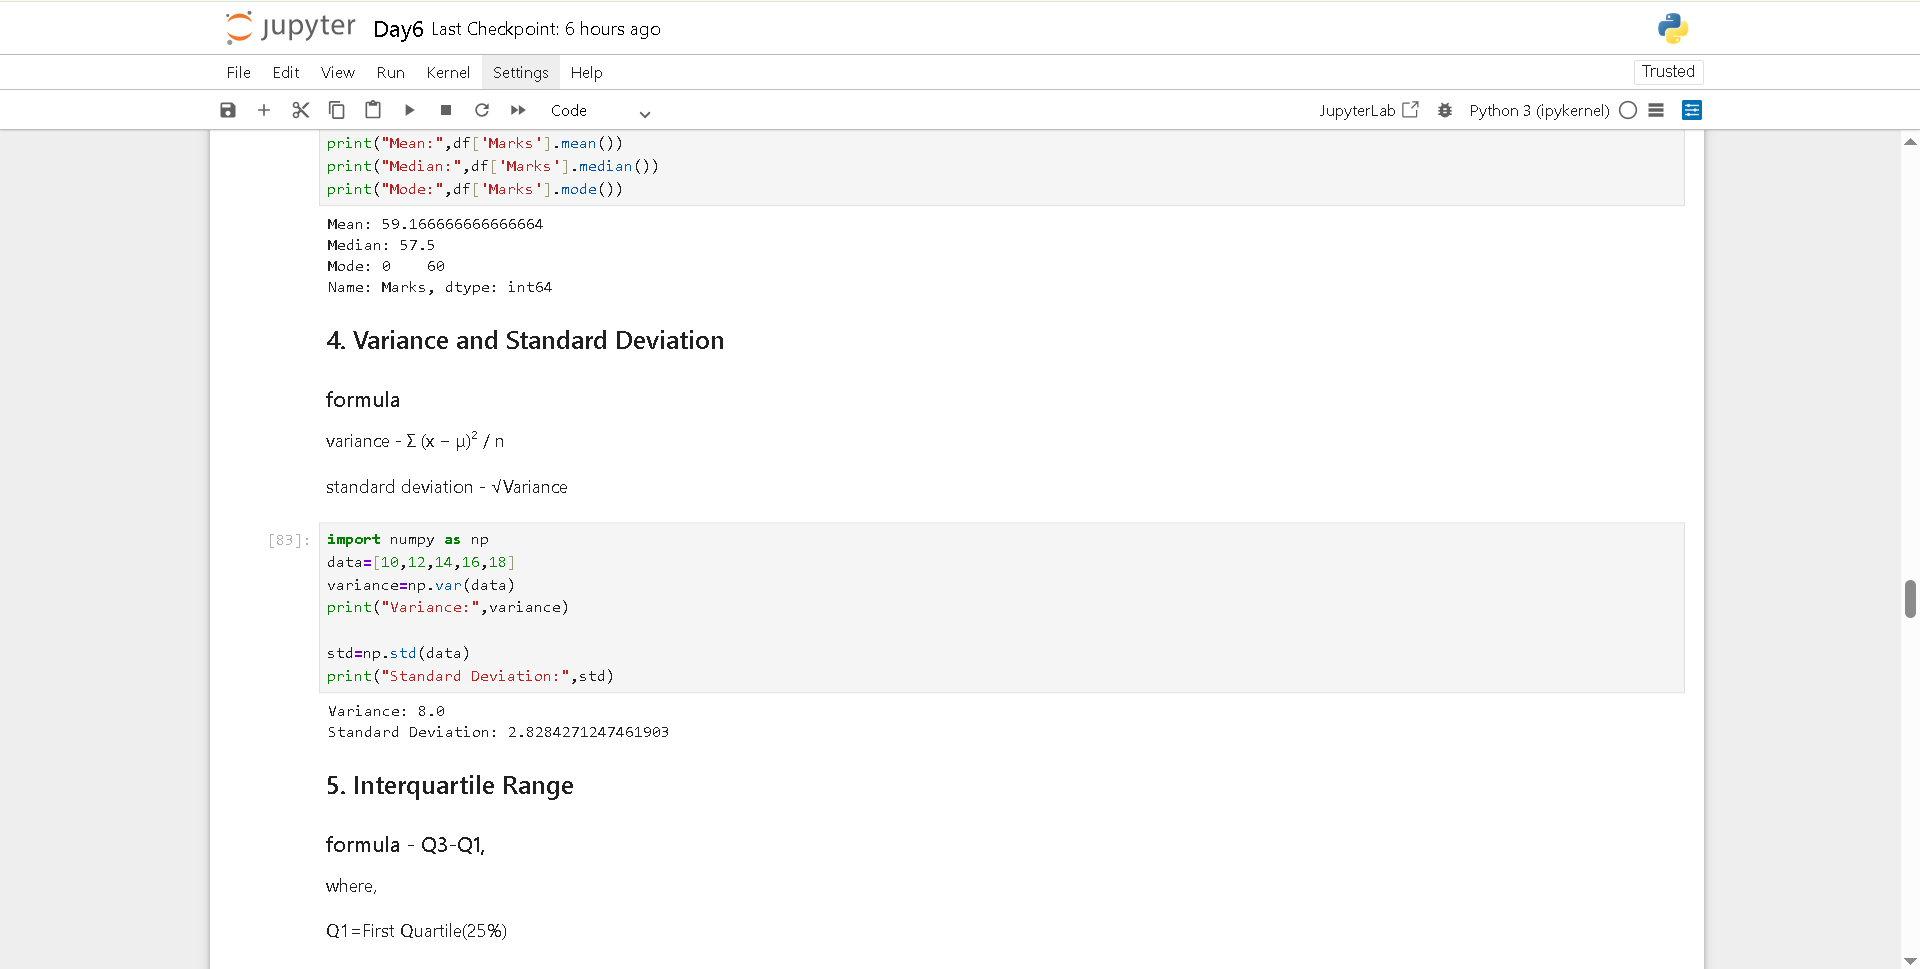 jupyter Day6 Last Checkpoint: 6 hours ago
File Edit View Run Kernel Settings Help Trusted
Code JupyterLab Python 3 (ipykernel)
print("Mean:",df['Marks'].mean())
print("Median:",df['Marks'].median())
print("Mode:",df['Marks'].mode())
Mean: 59.166666666666664
Median: 57.5
Mode: 0    60
Name: Marks, dtype: int64
4. Variance and Standard Deviation
formula
variance - Σ (x − μ)² / n
standard deviation - √Variance
[83]: import numpy as np
data=[10,12,14,16,18]
variance=np.var(data)
print("Variance:",variance)
std=np.std(data)
print("Standard Deviation:",std)
Variance: 8.0
Standard Deviation: 2.8284271247461903
5. Interquartile Range
formula - Q3-Q1,
where,
Q1=First Quartile(25%)